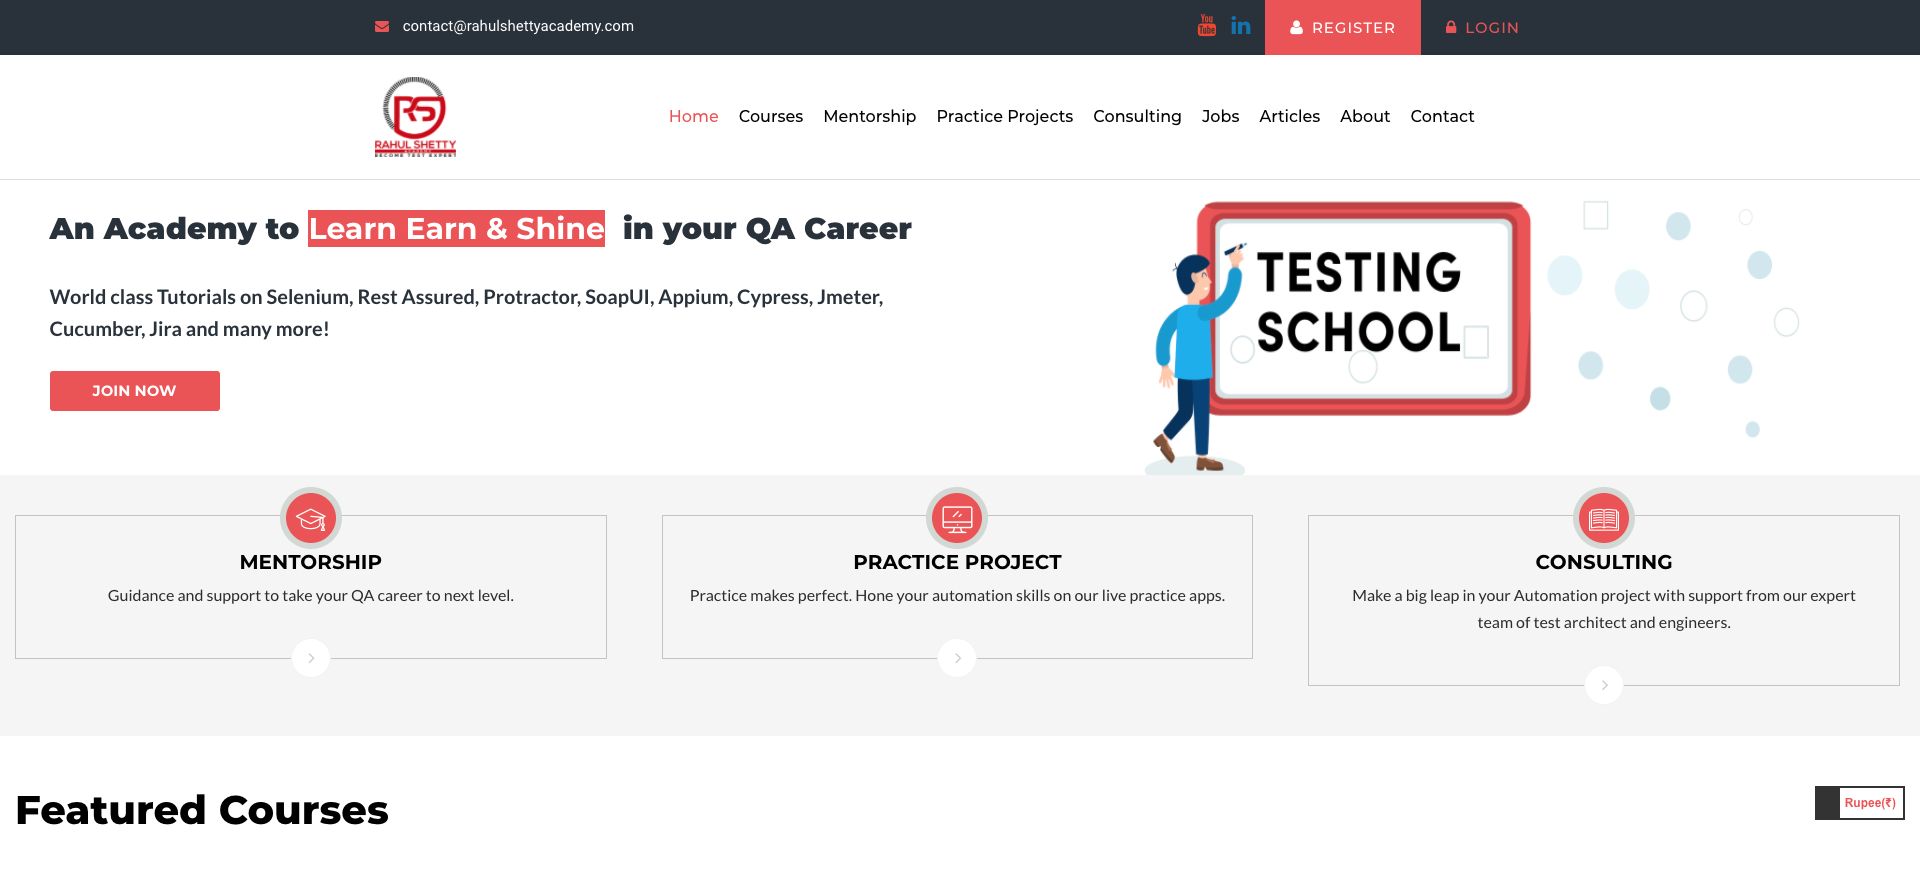 contact@rahulshettyacademy.com
You
Tube
in
REGISTER
LOGIN
RS
RAHUL SHETTY
ACADEMY
BECOME TEST EXPERT
Home
Courses
Mentorship
Practice Projects
Consulting
Jobs
Articles
About
Contact
An Academy to Learn Earn & Shine in your QA Career
World class Tutorials on Selenium, Rest Assured, Protractor, SoapUI, Appium, Cypress, Jmeter,
Cucumber, Jira and many more!
JOIN NOW
TESTING
SCHOOL
MENTORSHIP
Guidance and support to take your QA career to next level.
PRACTICE PROJECT
Practice makes perfect. Hone your automation skills on our live practice apps.
CONSULTING
Make a big leap in your Automation project with support from our expert
team of test architect and engineers.
Featured Courses
Rupee(₹)